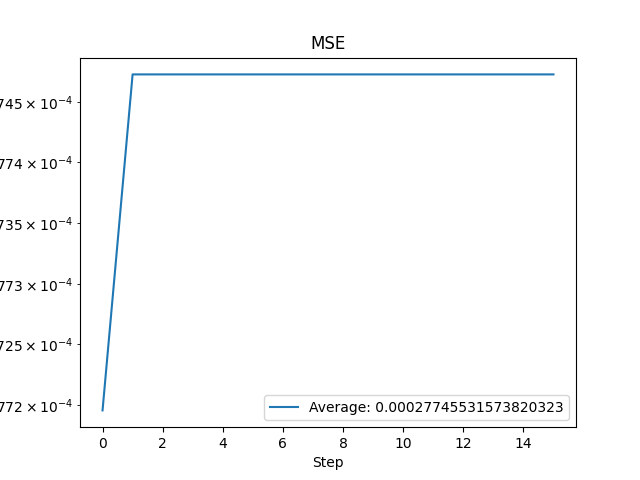 MSE
745 × 10⁻⁴
774 × 10⁻⁴
735 × 10⁻⁴
773 × 10⁻⁴
725 × 10⁻⁴
772 × 10⁻⁴
Average: 0.00027745531573820323
0 2 4 6 8 10 12 14
Step